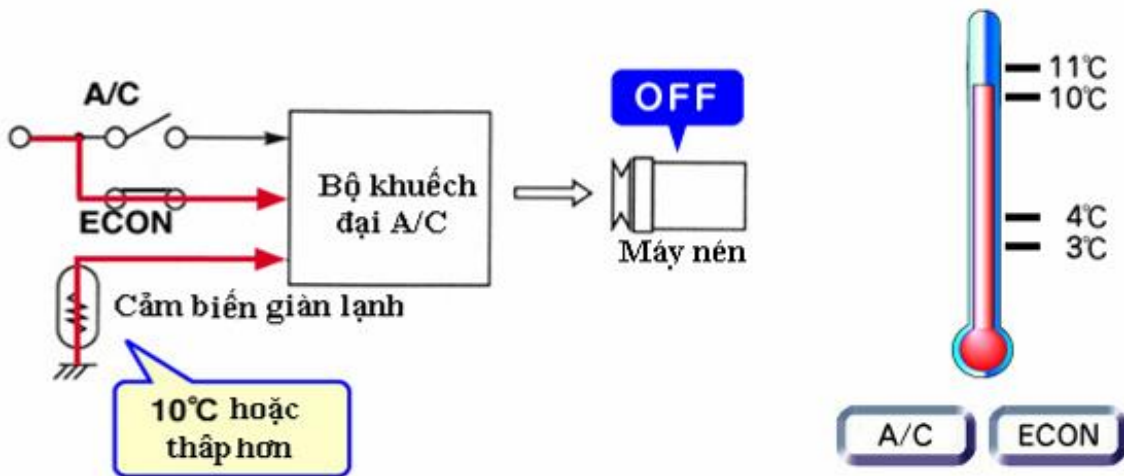 A/C
ECON
Bộ khuếch
đại A/C
OFF
Máy nén
Cảm biến giàn lạnh
10°C hoặc
thâp hơn
11°C
10°C
4°C
3°C
A/C
ECON